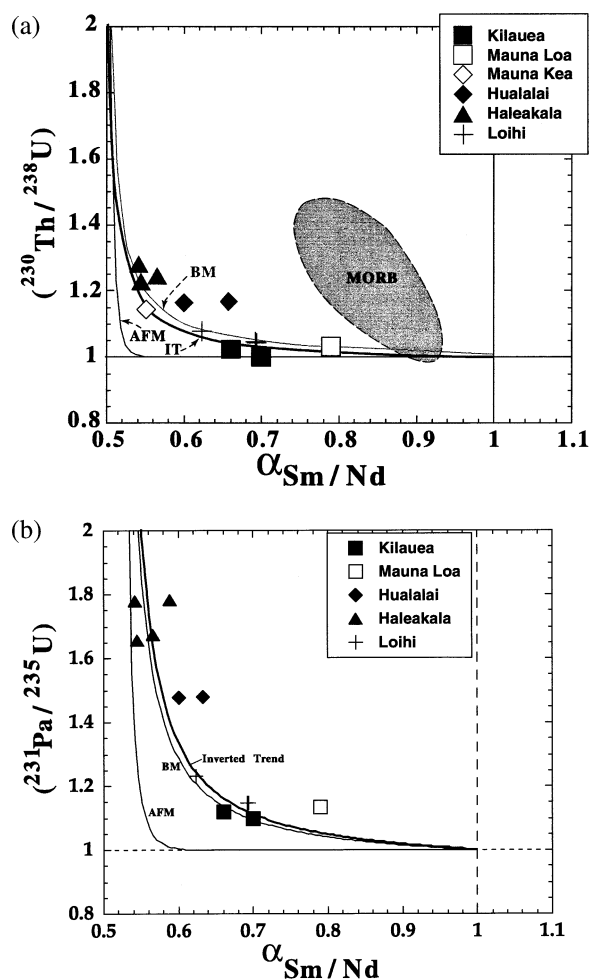 (a)
2
1.8
1.6
1.4
1.2
1
0.8
(230Th/238U)
Kilauea
Mauna Loa
Mauna Kea
Hualalai
Haleakala
Loihi
MORB
BM
AFM
IT
0.5 0.6 0.7 0.8 0.9 1 1.1
αSm/Nd
(b)
2
1.8
1.6
1.4
1.2
1
0.8
(231Pa/235U)
Kilauea
Mauna Loa
Hualalai
Haleakala
Loihi
BM
Inverted Trend
AFM
0.5 0.6 0.7 0.8 0.9 1 1.1
αSm/Nd